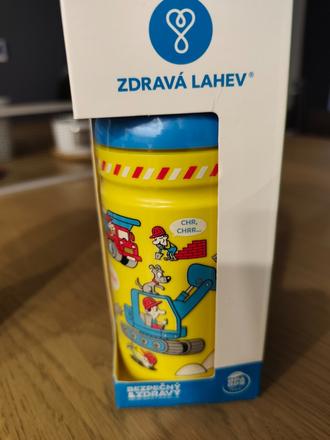 ZDRAVÁ LAHEV®
CHR,
CHRR...
BEZPEČNÝ
& ZDRAVÝ